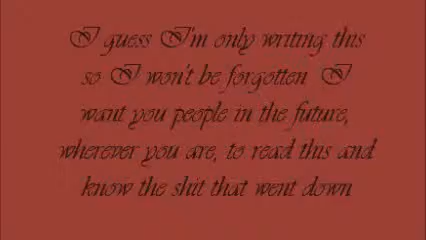 I guess I'm only writing this
so I won't be forgotten I
want you people in the future,
wherever you are, to read this and
know the shit that went down